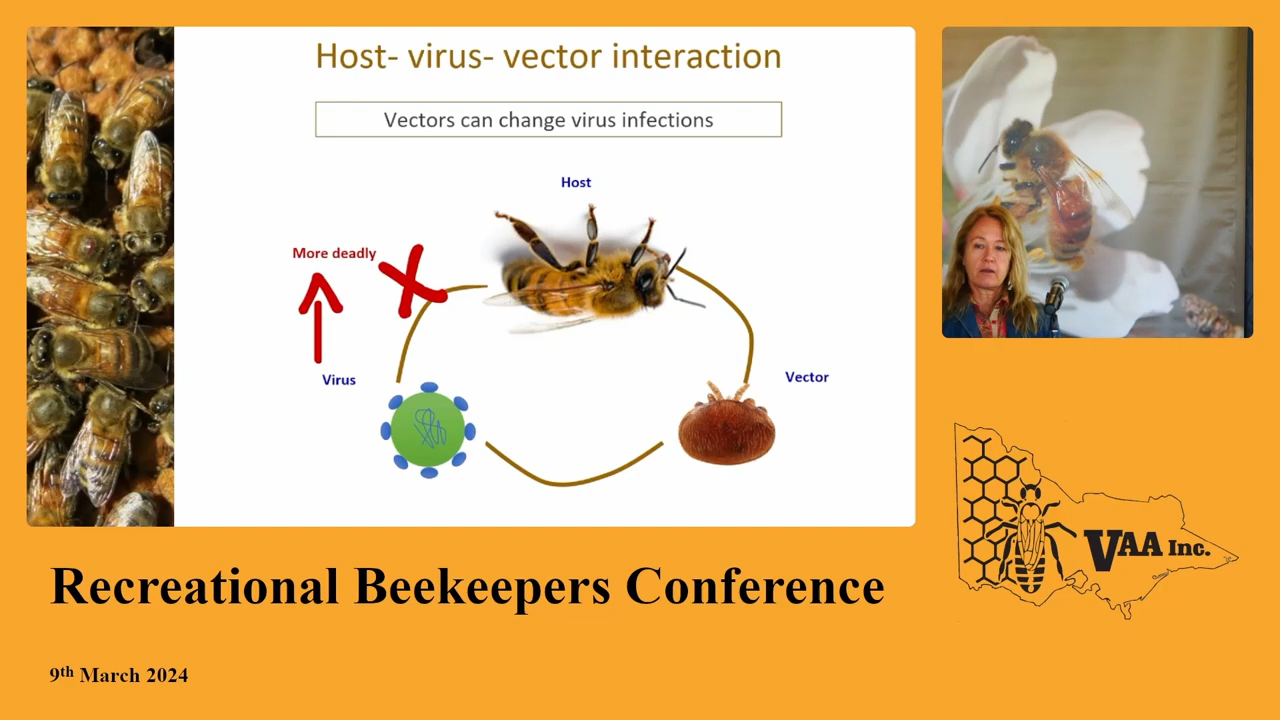 Host- virus- vector interaction
Vectors can change virus infections
Host
More deadly
Virus
Vector
VAA Inc.
Recreational Beekeepers Conference
9th March 2024